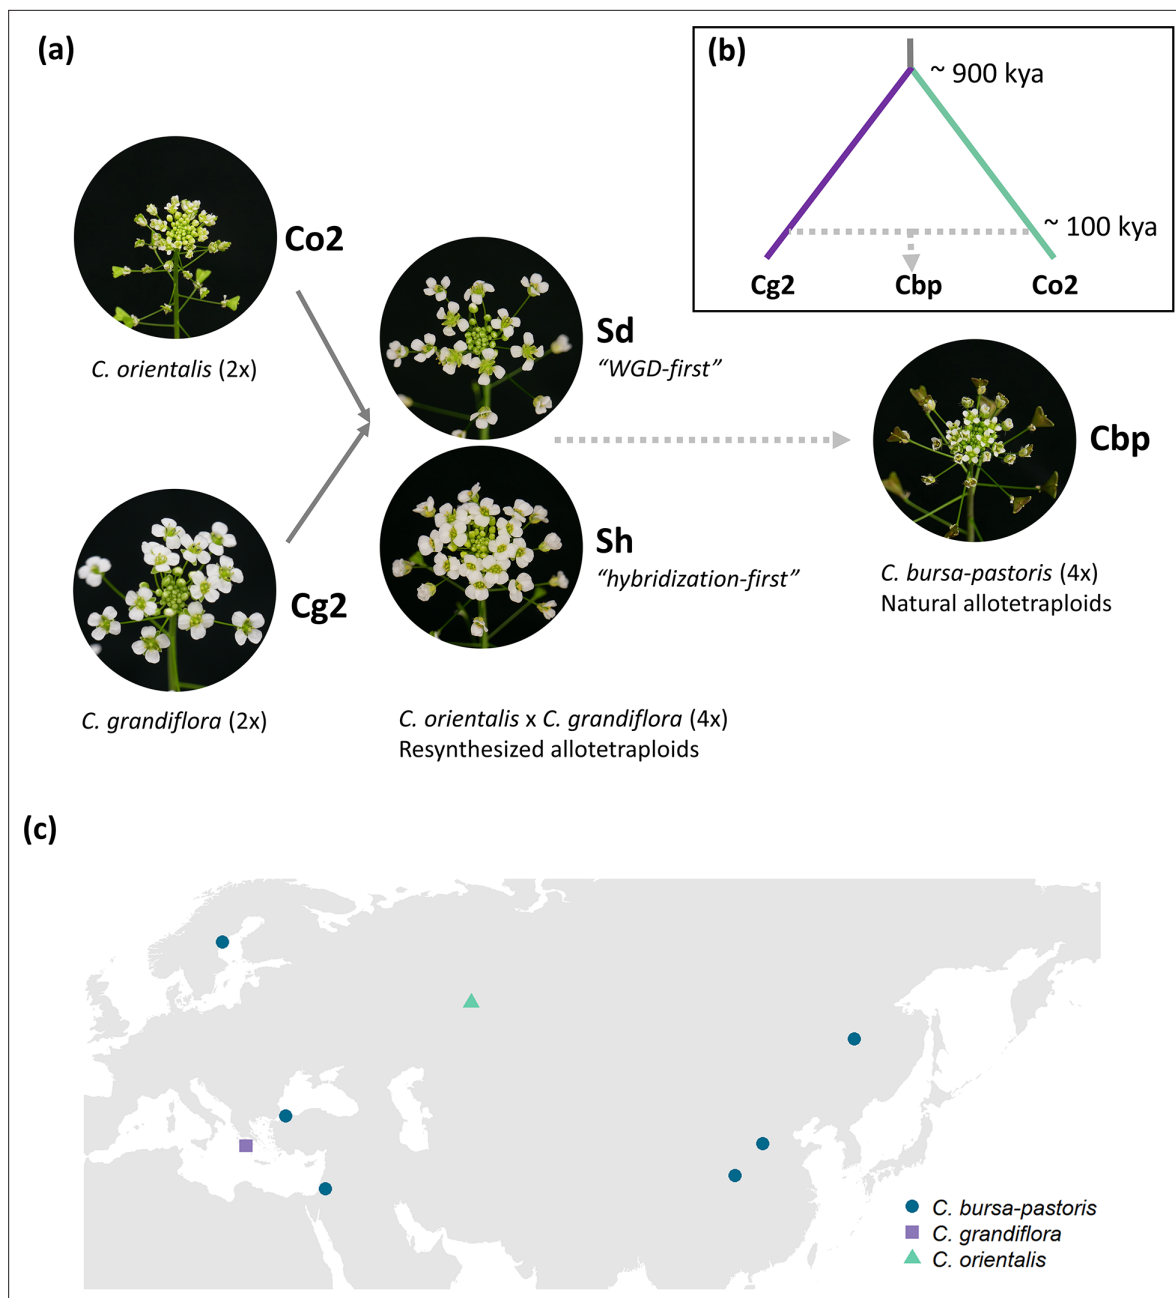 (a)
Co2
C. orientalis (2x)
Cg2
C. grandiflora (2x)
Sd
“WGD-first”
Sh
“hybridization-first”
C. orientalis x C. grandiflora (4x)
Resynthesized allotetraploids
Cbp
C. bursa-pastoris (4x)
Natural allotetraploids
(b)
~ 900 kya
~ 100 kya
Cg2
Cbp
Co2
(c)
C. bursa-pastoris
C. grandiflora
C. orientalis